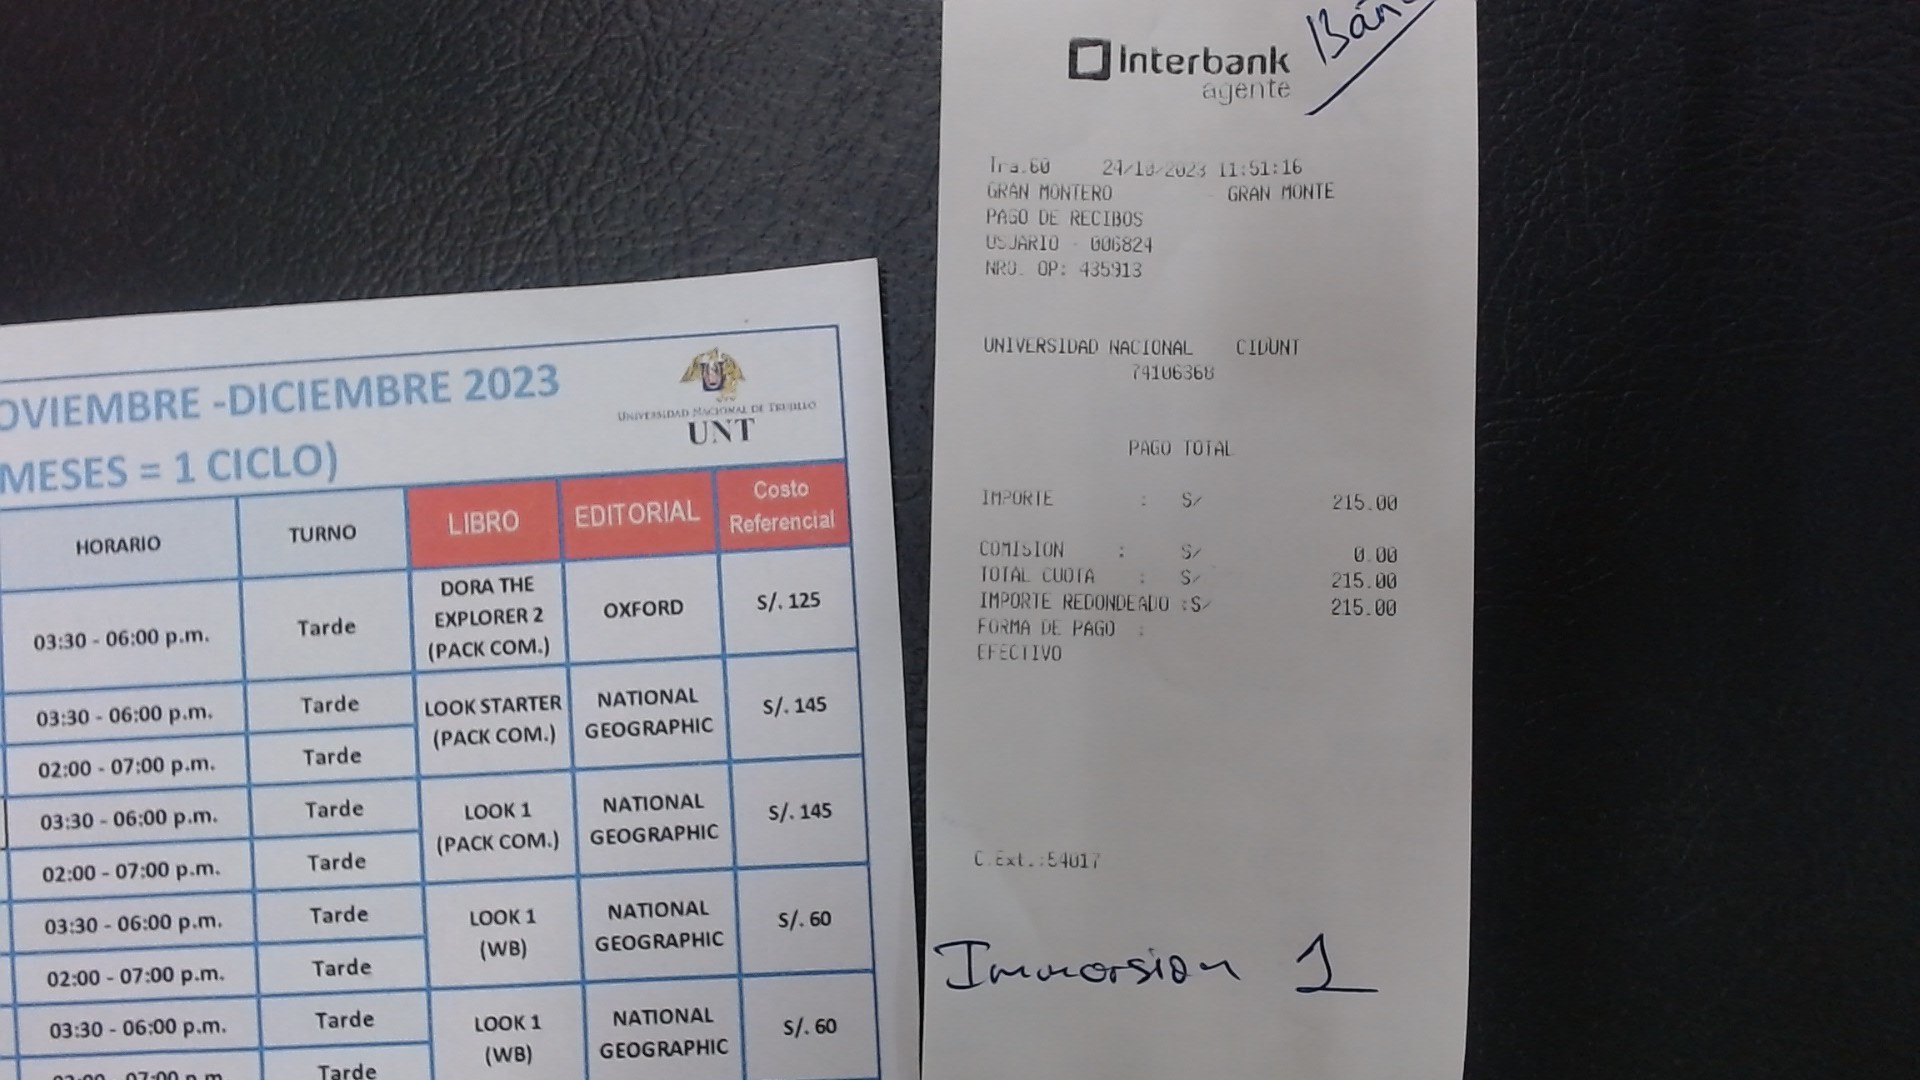 OVIEMBRE -DICIEMBRE 2023
MESES = 1 CICLO)
UNIVERSIDAD NACIONAL DE TRUJILLO
UNT
HORARIO TURNO LIBRO EDITORIAL Costo Referencial
03:30 - 06:00 p.m. Tarde DORA THE EXPLORER 2 (PACK COM.) OXFORD S/. 125
03:30 - 06:00 p.m. Tarde LOOK STARTER (PACK COM.) NATIONAL GEOGRAPHIC S/. 145
02:00 - 07:00 p.m. Tarde
03:30 - 06:00 p.m. Tarde LOOK 1 (PACK COM.) NATIONAL GEOGRAPHIC S/. 145
02:00 - 07:00 p.m. Tarde
03:30 - 06:00 p.m. Tarde LOOK 1 (WB) NATIONAL GEOGRAPHIC S/. 60
02:00 - 07:00 p.m. Tarde
03:30 - 06:00 p.m. Tarde LOOK 1 (WB) NATIONAL GEOGRAPHIC S/. 60
02:00 - 07:00 p.m. Tarde
Interbank
agente
Tra.60 24/10/2023 11:51:16
GRAN MONTERO - GRAN MONTE
PAGO DE RECIBOS
USUARIO - 006824
NRO. OP: 435913
UNIVERSIDAD NACIONAL CIDUNT
74106368
PAGO TOTAL
IMPORTE : S/ 215.00
COMISION : S/ 0.00
TOTAL CUOTA : S/ 215.00
IMPORTE REDONDEADO :S/ 215.00
FORMA DE PAGO :
EFECTIVO
C.Ext.:54017
Inmersion 1